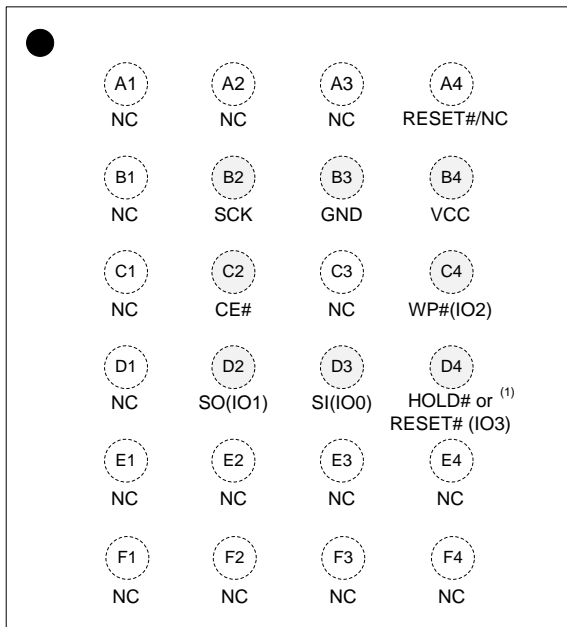 A1 A2 A3 A4
NC NC NC RESET#/NC
B1 B2 B3 B4
NC SCK GND VCC
C1 C2 C3 C4
NC CE# NC WP#(IO2)
D1 D2 D3 D4
NC SO(IO1) SI(IO0) HOLD# or (1)
RESET# (IO3)
E1 E2 E3 E4
NC NC NC NC
F1 F2 F3 F4
NC NC NC NC